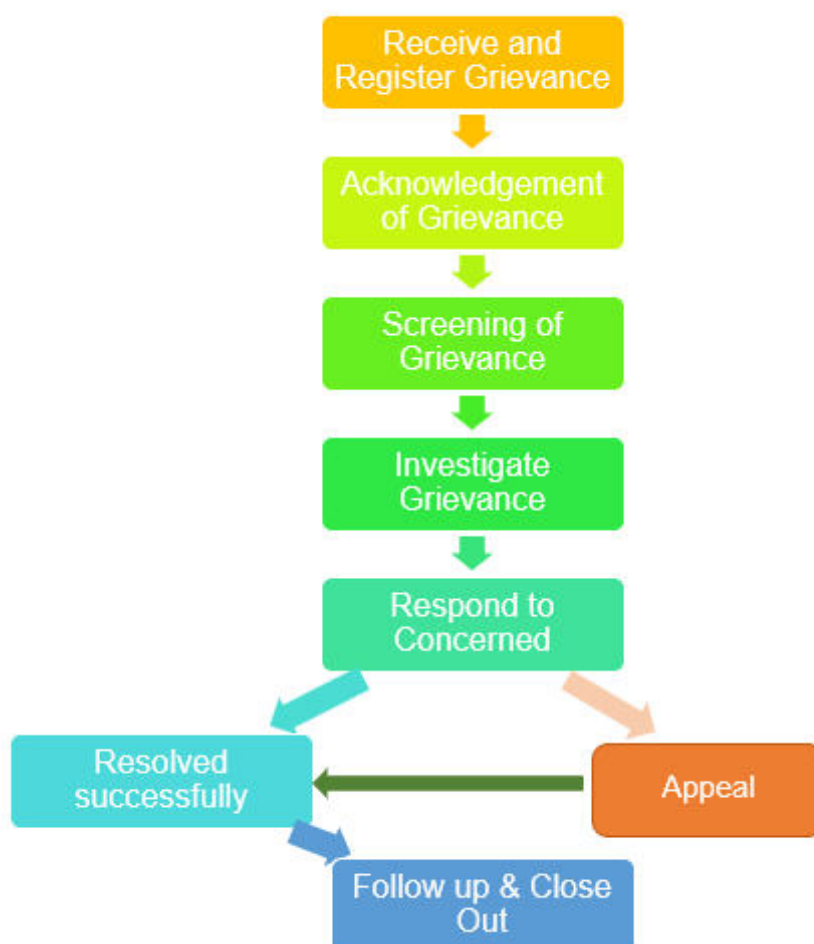 Receive and
Register Grievance
Acknowledgement
of Grievance
Screening of
Grievance
Investigate
Grievance
Respond to
Concerned
Resolved
successfully
Appeal
Follow up & Close
Out